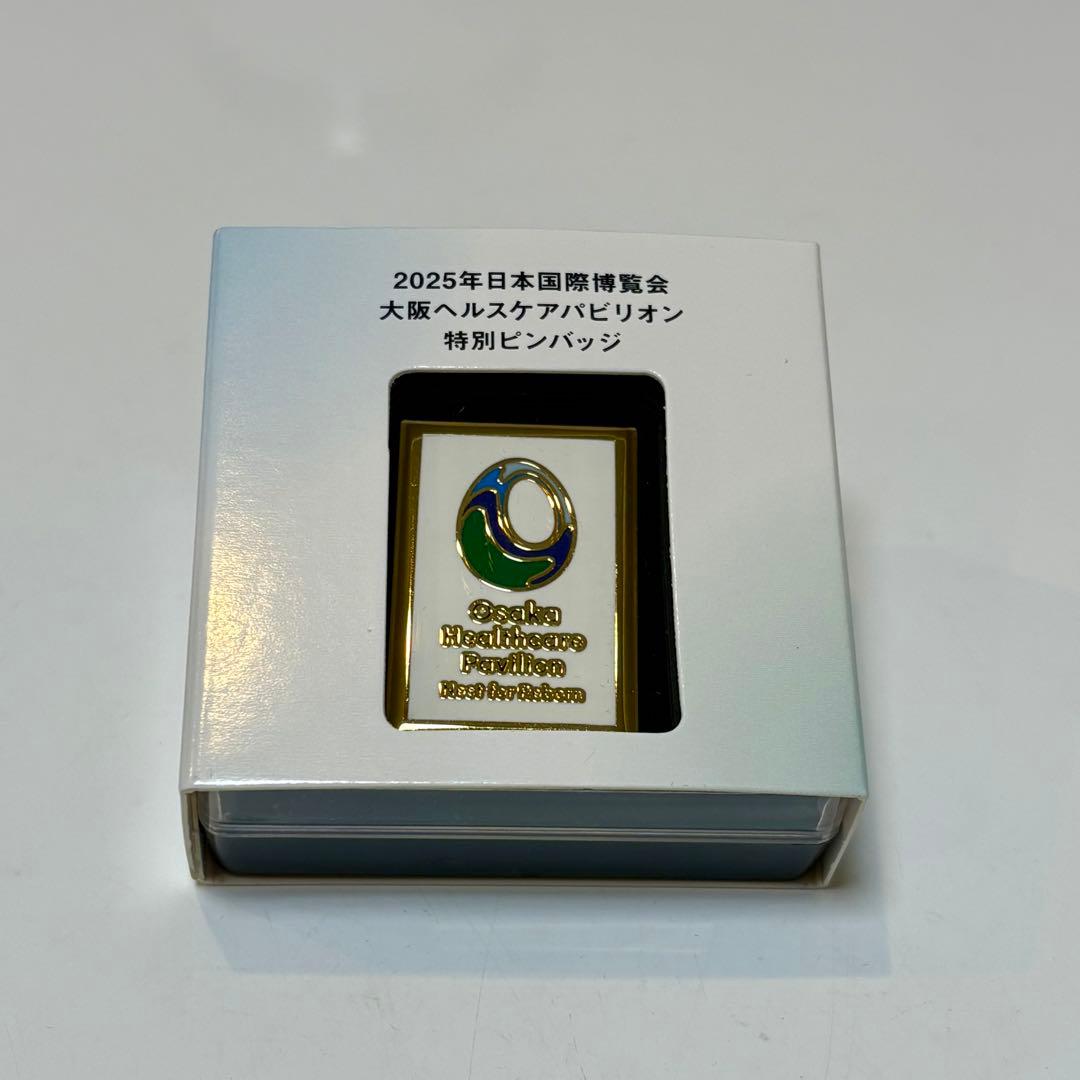 2025年日本国際博覧会
大阪ヘルスケアパビリオン
特別ピンバッジ
Osaka
Healthcare
Pavilion
Nest for Reborn